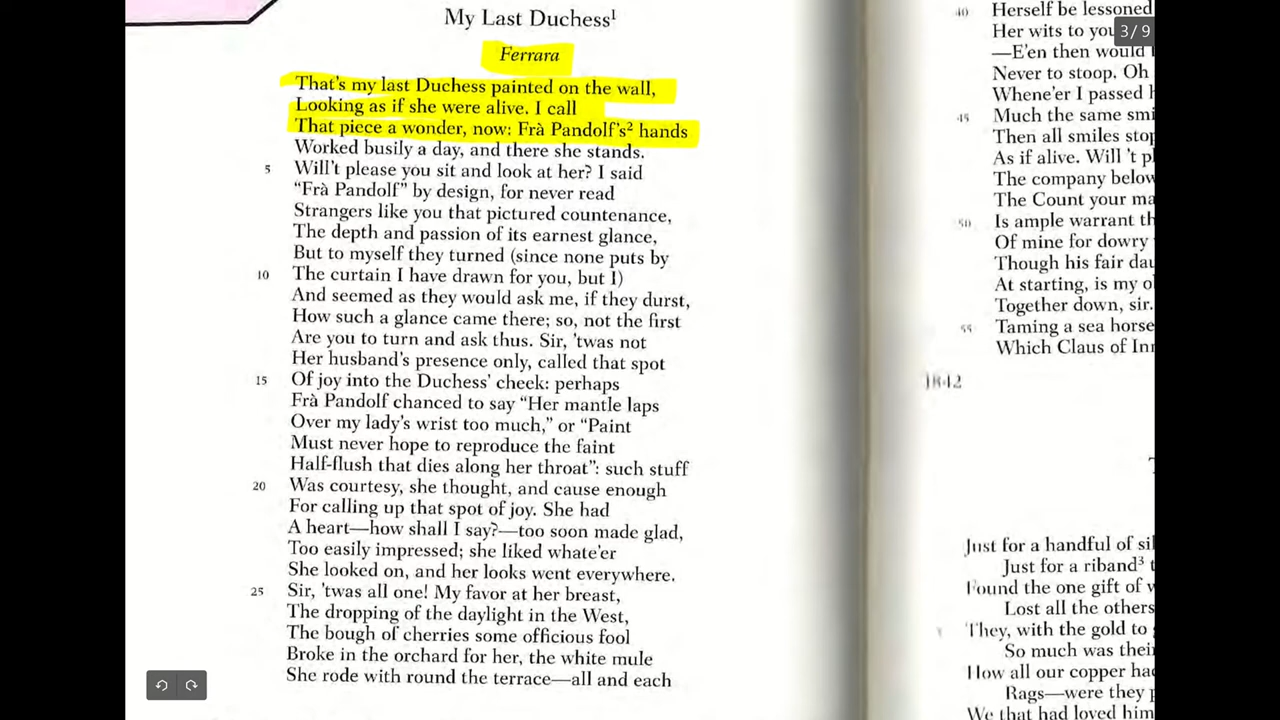 My Last Duchess¹
Ferrara
That's my last Duchess painted on the wall,
Looking as if she were alive. I call
That piece a wonder, now: Frà Pandolf's² hands
Worked busily a day, and there she stands.
5 Will't please you sit and look at her? I said
“Frà Pandolf” by design, for never read
Strangers like you that pictured countenance,
The depth and passion of its earnest glance,
But to myself they turned (since none puts by
10 The curtain I have drawn for you, but I)
And seemed as they would ask me, if they durst,
How such a glance came there; so, not the first
Are you to turn and ask thus. Sir, 'twas not
Her husband's presence only, called that spot
15 Of joy into the Duchess' cheek: perhaps
Frà Pandolf chanced to say “Her mantle laps
Over my lady's wrist too much,” or “Paint
Must never hope to reproduce the faint
Half-flush that dies along her throat”: such stuff
20 Was courtesy, she thought, and cause enough
For calling up that spot of joy. She had
A heart—how shall I say?—too soon made glad,
Too easily impressed; she liked whate'er
She looked on, and her looks went everywhere.
25 Sir, 'twas all one! My favor at her breast,
The dropping of the daylight in the West,
The bough of cherries some officious fool
Broke in the orchard for her, the white mule
She rode with round the terrace—all and each
40 Herself be lessoned
Her wits to
3 / 9
—E'en then would
Never to stoop. Oh
Whene'er I passed
45 Much the same
Then all smiles
As if alive. Will 't
The company below
The Count your
50 Is ample warrant
Of mine for dowry
Though his fair
At starting, is my
Together down, sir.
55 Taming a sea horse
Which Claus of
1842
Just for a handful of
Just for a riband³
Found the one gift of
Lost all the others
They, with the gold to
So much was
How all our copper
Rags—were they
We that had loved him